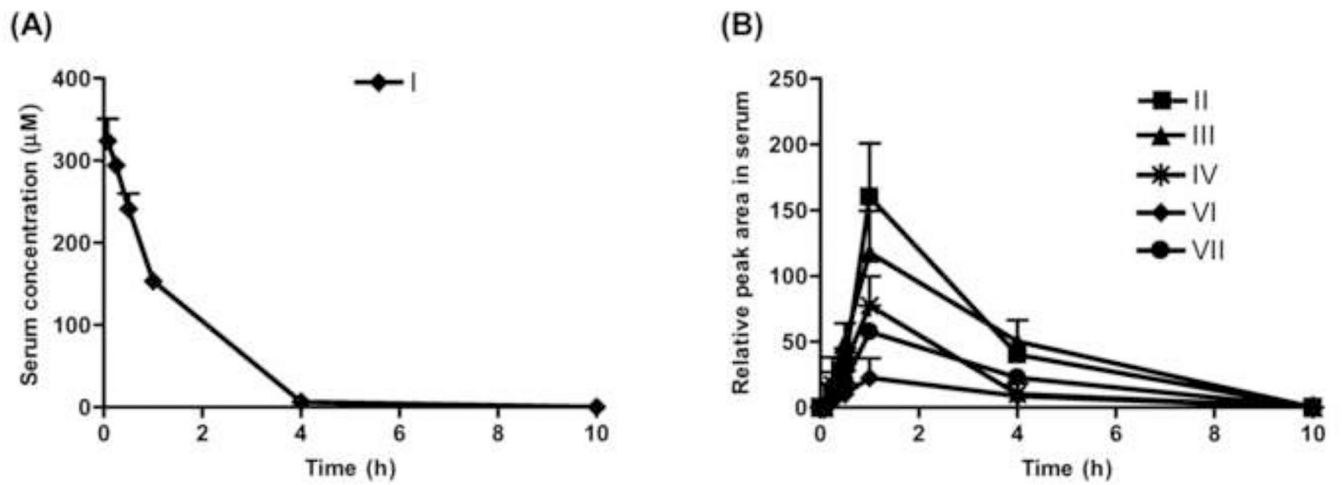 (A)
Serum concentration (μM)
400
300
200
100
0
I
0 2 4 6 8 10
Time (h)
(B)
Relative peak area in serum
250
200
150
100
50
0
II
III
IV
VI
VII
0 2 4 6 8 10
Time (h)